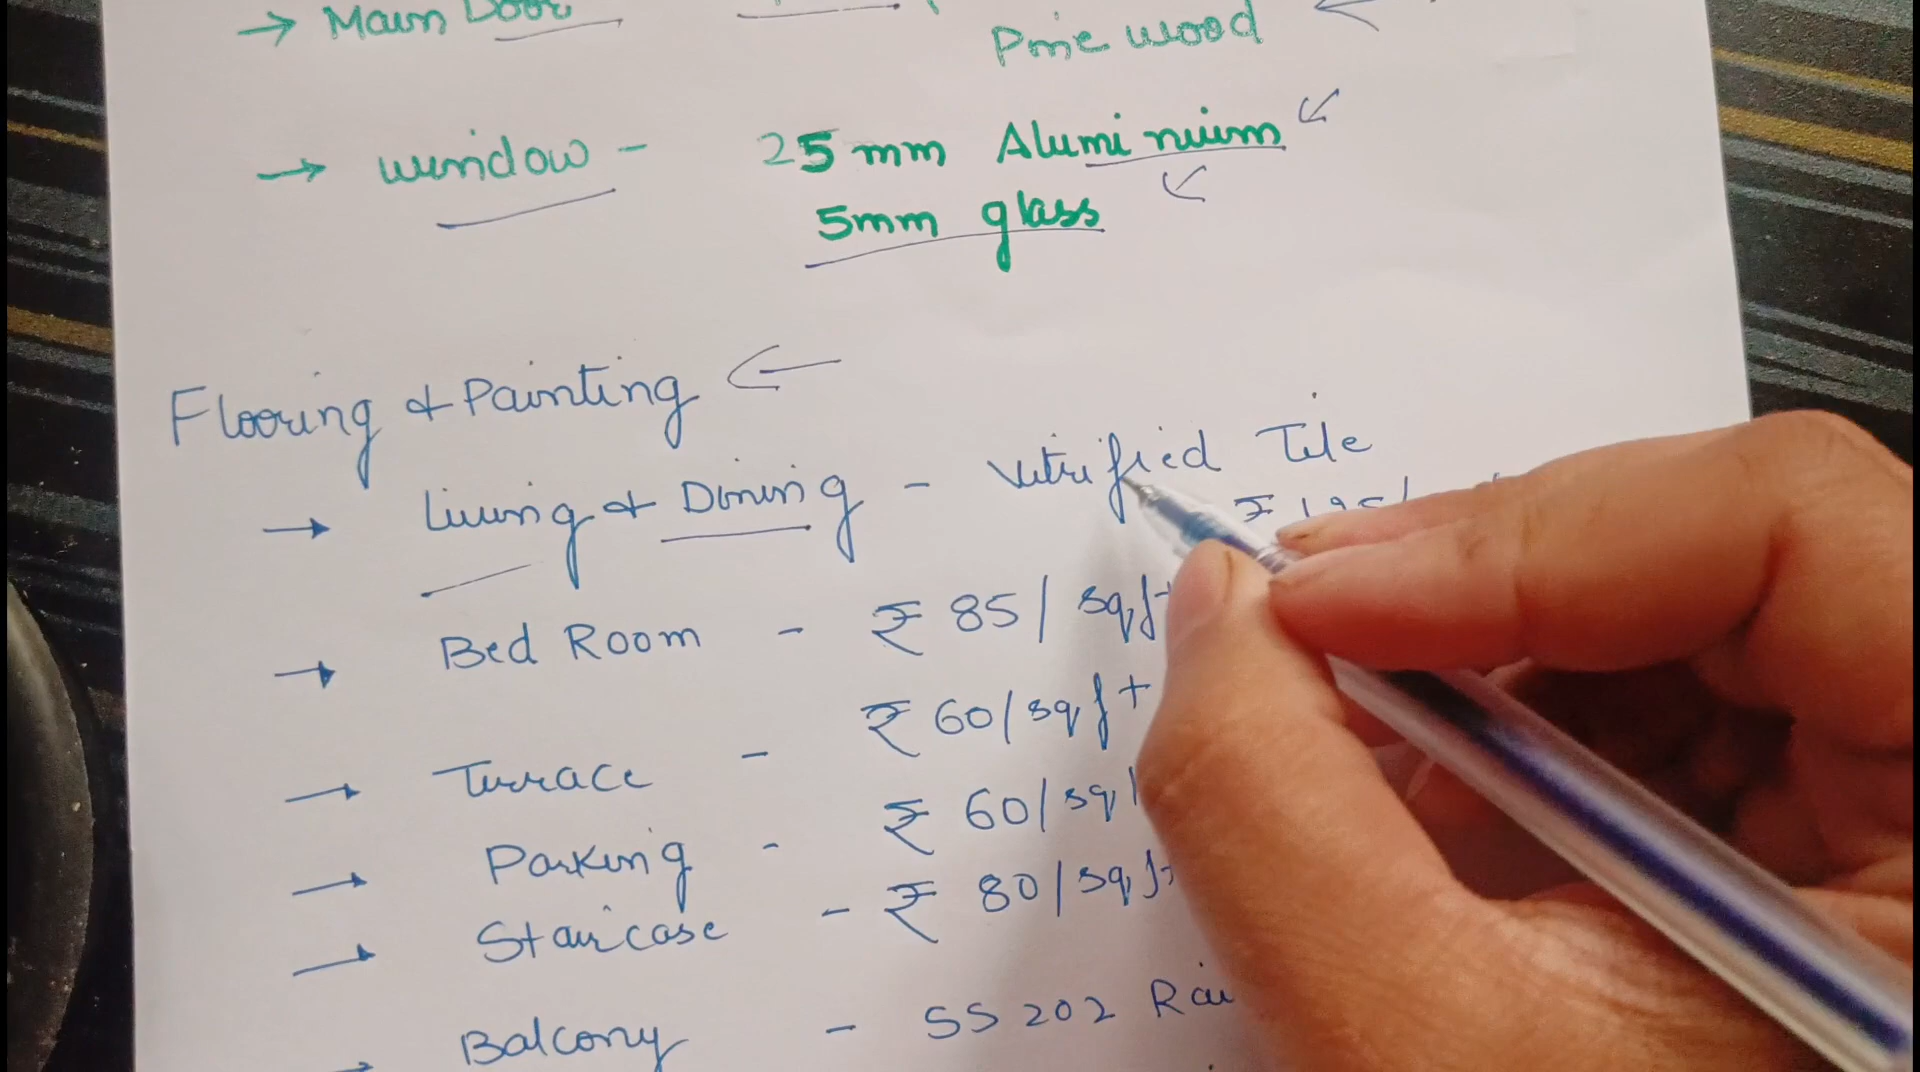 → Main Door
Pine wood
→ window - 25 mm Aluminium
5mm glass
Flooring & Painting
→ Living & Dining - Vitrified Tile
₹
→ Bed Room - ₹ 85/sqft
→ Terrace - ₹ 60/sqft
→ Parking - ₹ 60/sq
→ Staircase - ₹ 80/sqft
→ Balcony - SS 202 Rai